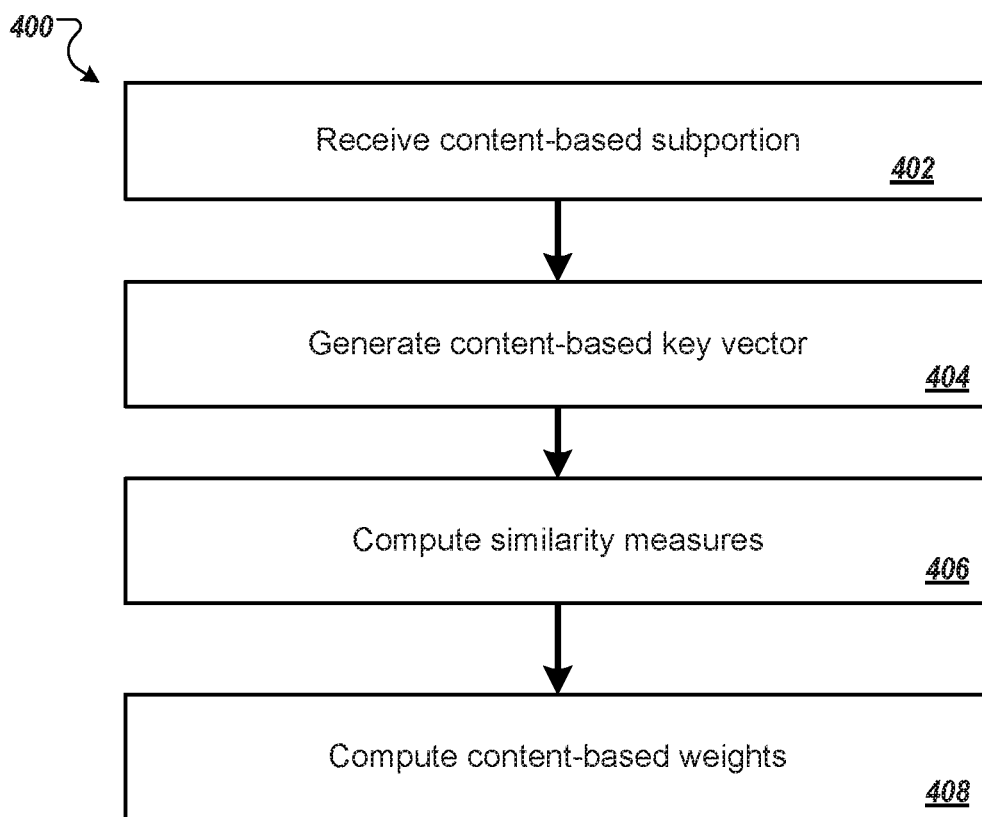 400
Receive content-based subportion
402
Generate content-based key vector
404
Compute similarity measures
406
Compute content-based weights
408